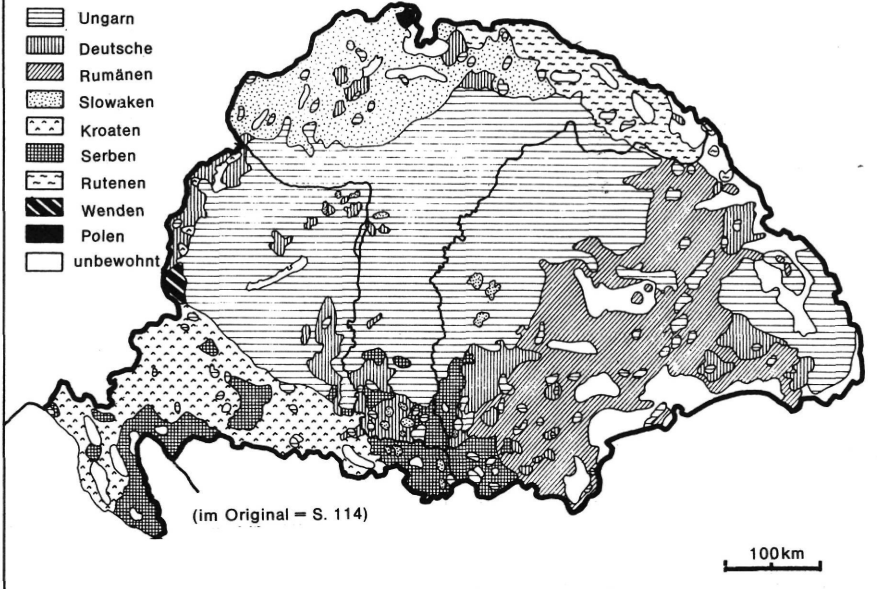 Ungarn
Deutsche
Rumänen
Slowaken
Kroaten
Serben
Rutenen
Wenden
Polen
unbewohnt
(im Original = S. 114)
100km